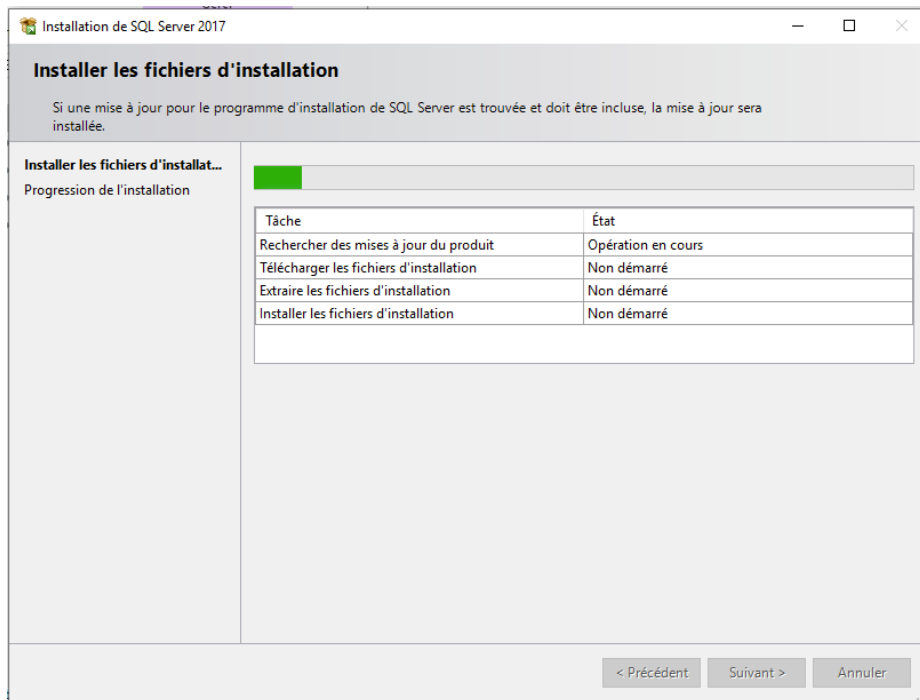 Installation de SQL Server 2017
Installer les fichiers d'installation
Si une mise à jour pour le programme d'installation de SQL Server est trouvée et doit être incluse, la mise à jour sera
installée.
Installer les fichiers d'installat...
Progression de l'installation
Tâche État
Rechercher des mises à jour du produit Opération en cours
Télécharger les fichiers d'installation Non démarré
Extraire les fichiers d'installation Non démarré
Installer les fichiers d'installation Non démarré
< Précédent Suivant > Annuler